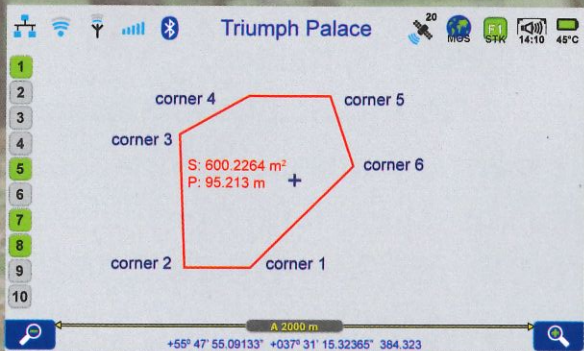 Triumph Palace
20
MOS
F1
STK
14:10
45°C
1
2
3
4
5
6
7
8
9
10
corner 4
corner 5
corner 3
corner 6
S: 600.2264 m²
P: 95.213 m
corner 2
corner 1
A 2000 m
+55° 47' 55.09133" +037° 31' 15.32365" 384.323